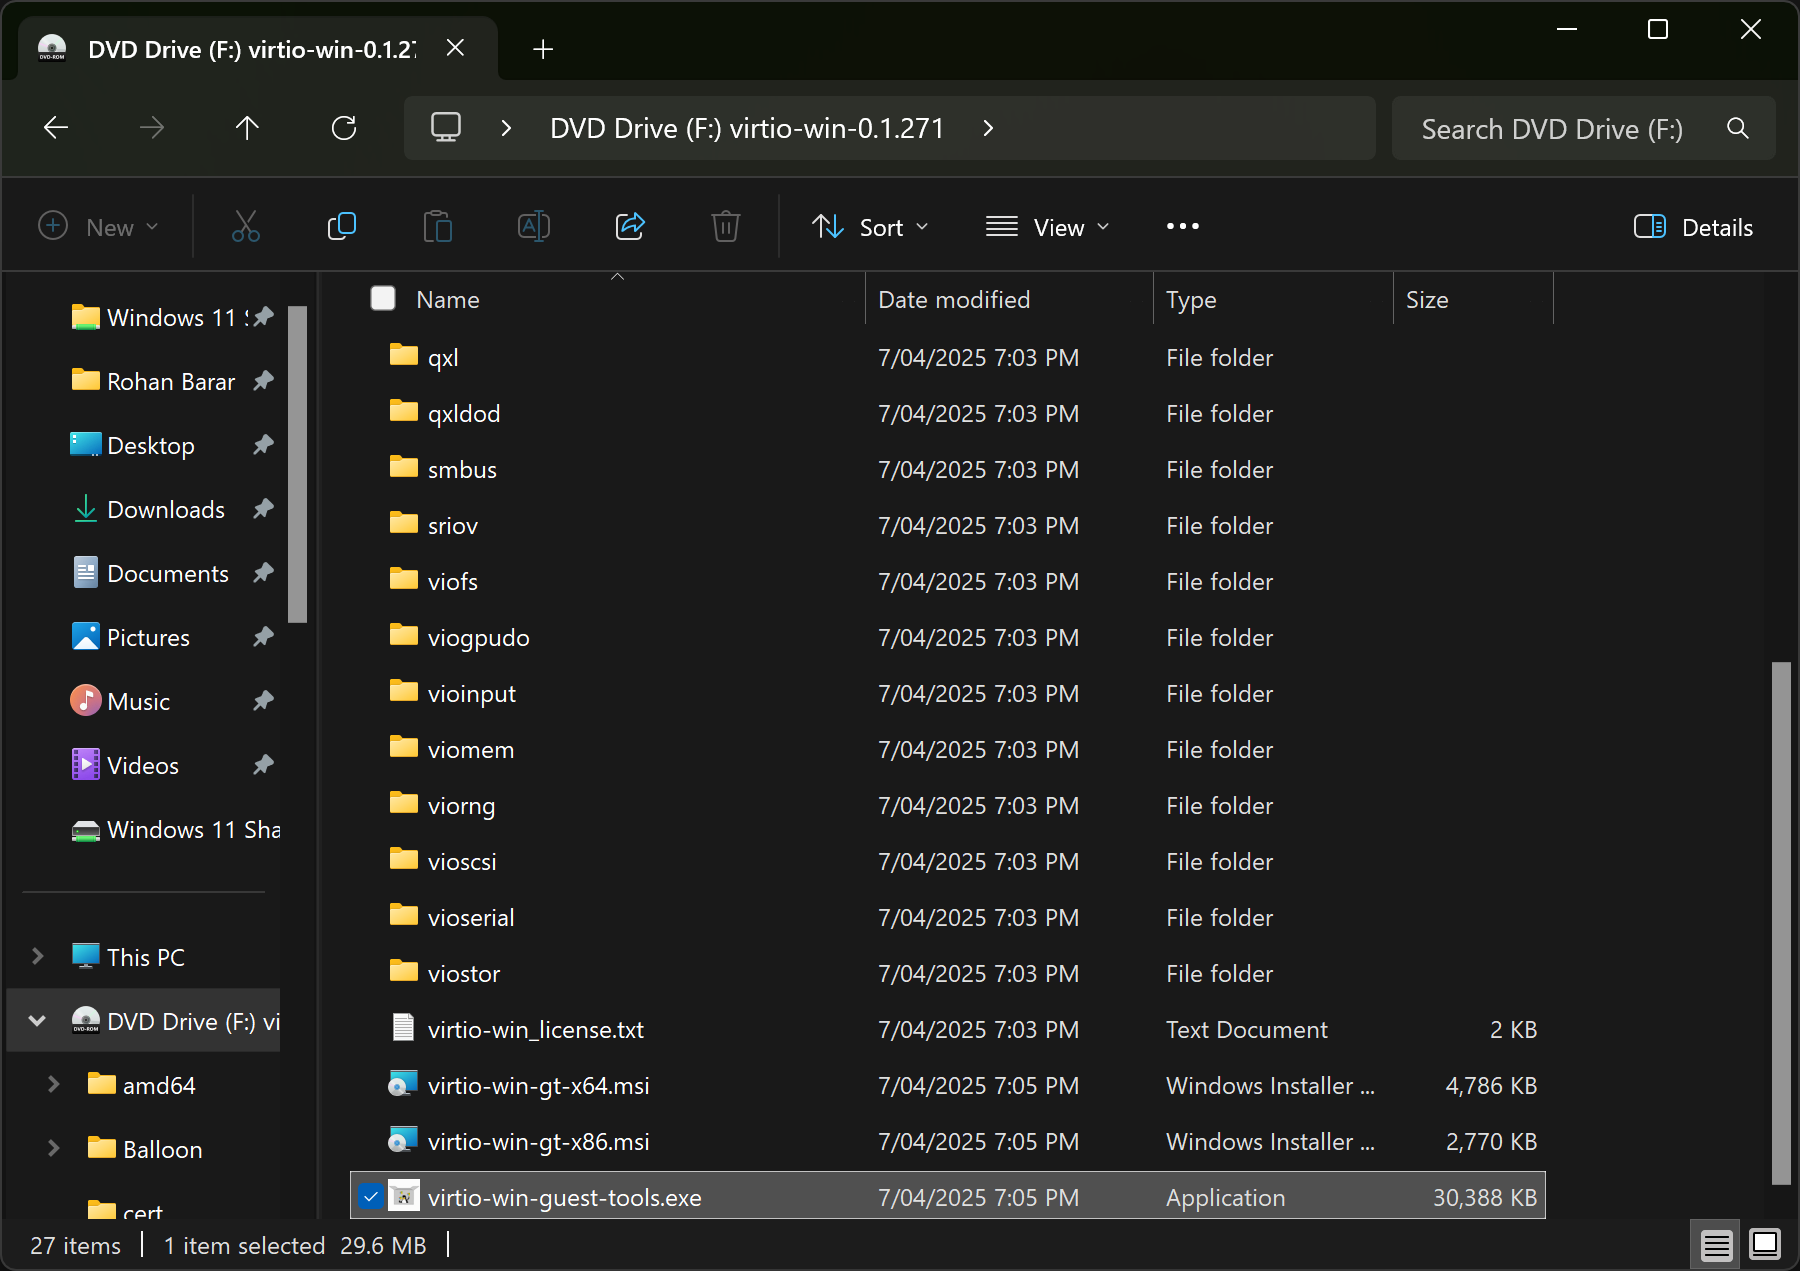 DVD Drive (F:) virtio-win-0.1.27
DVD Drive (F:) virtio-win-0.1.271
Search DVD Drive (F:)
New
Sort
View
Details
Windows 11 S
Rohan Barar
Desktop
Downloads
Documents
Pictures
Music
Videos
Windows 11 Sha
This PC
DVD Drive (F:) vi
amd64
Balloon
cert
Name Date modified Type Size
qxl 7/04/2025 7:03 PM File folder
qxldod 7/04/2025 7:03 PM File folder
smbus 7/04/2025 7:03 PM File folder
sriov 7/04/2025 7:03 PM File folder
viofs 7/04/2025 7:03 PM File folder
viogpudo 7/04/2025 7:03 PM File folder
vioinput 7/04/2025 7:03 PM File folder
viomem 7/04/2025 7:03 PM File folder
viorng 7/04/2025 7:03 PM File folder
vioscsi 7/04/2025 7:03 PM File folder
vioserial 7/04/2025 7:03 PM File folder
viostor 7/04/2025 7:03 PM File folder
virtio-win_license.txt 7/04/2025 7:03 PM Text Document 2 KB
virtio-win-gt-x64.msi 7/04/2025 7:05 PM Windows Installer ... 4,786 KB
virtio-win-gt-x86.msi 7/04/2025 7:05 PM Windows Installer ... 2,770 KB
virtio-win-guest-tools.exe 7/04/2025 7:05 PM Application 30,388 KB
27 items 1 item selected 29.6 MB